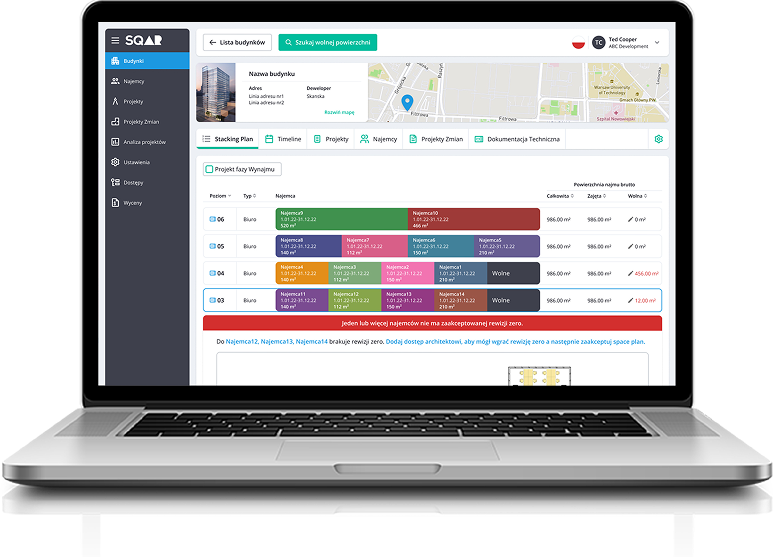 SQAR
Lista budynków
Szukaj wolnej powierzchni
TC
Ted Cooper
ABC Development
Budynki
Najemcy
Projekty
Projekty Zmian
Analiza projektów
Ustawienia
Dostępy
Wyceny
Nazwa budynku
Adres
Linia adresu nr1
Linia adresu nr2
Deweloper
Skanska
Rozwiń mapę
Filtrowa
Filtrowa
Warsaw University
of Technology
Gmach Główny PW
Szpital Noworodka
Stacking Plan
Timeline
Projekty
Najemcy
Projekty Zmian
Dokumentacja Techniczna
Projekt fazy Wynajmu
Powierzchnia najmu brutto
Poziom Typ Najemca Całkowita Zajęta Wolna
06 Biuro
Najemca9
1.01.22-31.12.22
520 m²
Najemca10
1.01.22-31.12.22
466 m²
986.00 m² 986.00 m² 0 m²
05 Biuro
Najemca8
1.01.22-31.12.22
140 m²
Najemca7
1.01.22-31.12.22
112 m²
Najemca6
1.01.22-31.12.22
150 m²
Najemca5
1.01.22-31.12.22
210 m²
986.00 m² 986.00 m² 0 m²
04 Biuro
Najemca4
1.01.22-31.12.22
140 m²
Najemca3
1.01.22-31.12.22
112 m²
Najemca2
1.01.22-31.12.22
150 m²
Najemca1
1.01.22-31.12.22
210 m²
Wolne
986.00 m² 986.00 m² 456.00 m²
03 Biuro
Najemca11
1.01.22-31.12.22
140 m²
Najemca12
1.01.22-31.12.22
112 m²
Najemca13
1.01.22-31.12.22
150 m²
Najemca14
1.01.22-31.12.22
210 m²
Wolne
986.00 m² 986.00 m² 12.00 m²
Jeden lub więcej najemców nie ma zaakceptowanej rewizji zero.
Do Najemca12, Najemca13, Najemca14 brakuje rewizji zero. Dodaj dostęp architektowi, aby mógł wgrać rewizję zero a następnie zaakceptuj space plan.